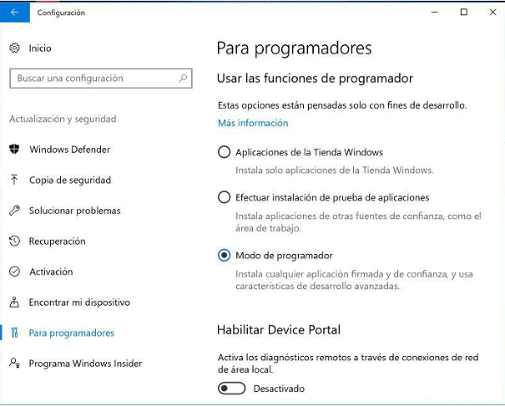 Configuración
Inicio
Buscar una configuración
Actualización y seguridad
Windows Defender
Copia de seguridad
Solucionar problemas
Recuperación
Activación
Encontrar mi dispositivo
Para programadores
Programa Windows Insider
Para programadores
Usar las funciones de programador
Estas opciones están pensadas solo con fines de desarrollo.
Más información
Aplicaciones de la Tienda Windows
Instala solo aplicaciones de la Tienda Windows.
Efectuar instalación de prueba de aplicaciones
Instala aplicaciones de otras fuentes de confianza, como el
área de trabajo.
Modo de programador
Instala cualquier aplicación firmada y de confianza, y usa
características de desarrollo avanzadas.
Habilitar Device Portal
Activa los diagnósticos remotos a través de conexiones de red
de área local.
Desactivado